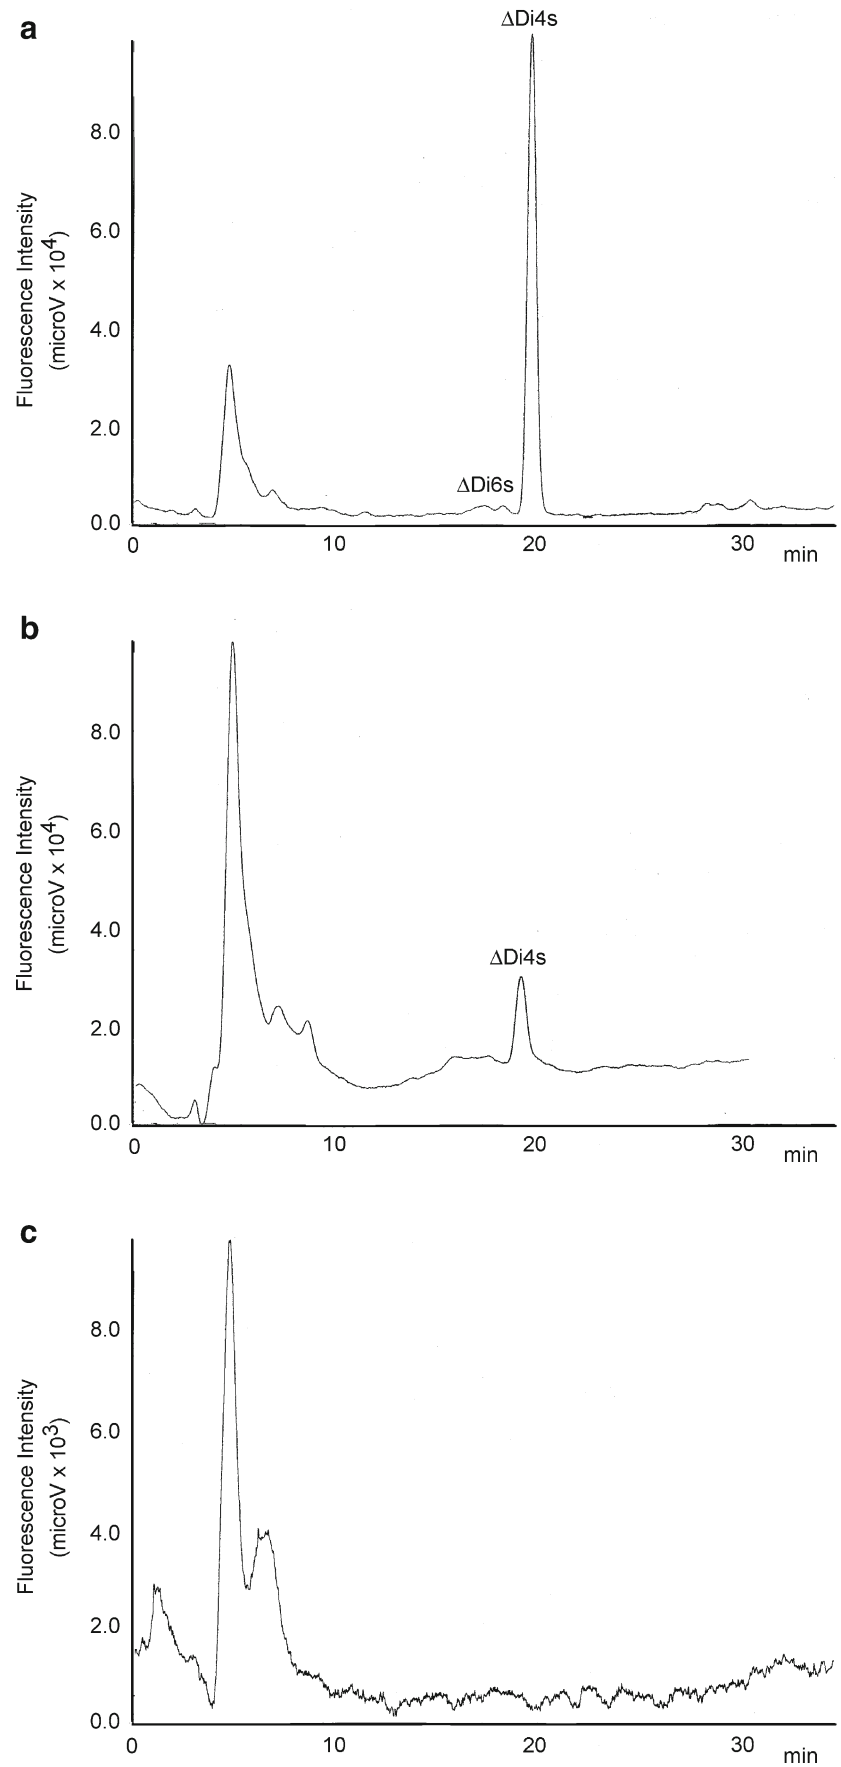 a
ΔDi4s
8.0
6.0
4.0
2.0
0.0
Fluorescence Intensity
(microV x 10⁴)
ΔDi6s
0 10 20 30 min
b
8.0
6.0
4.0
2.0
0.0
Fluorescence Intensity
(microV x 10⁴)
ΔDi4s
0 10 20 30 min
c
8.0
6.0
4.0
2.0
0.0
Fluorescence Intensity
(microV x 10³)
0 10 20 30 min